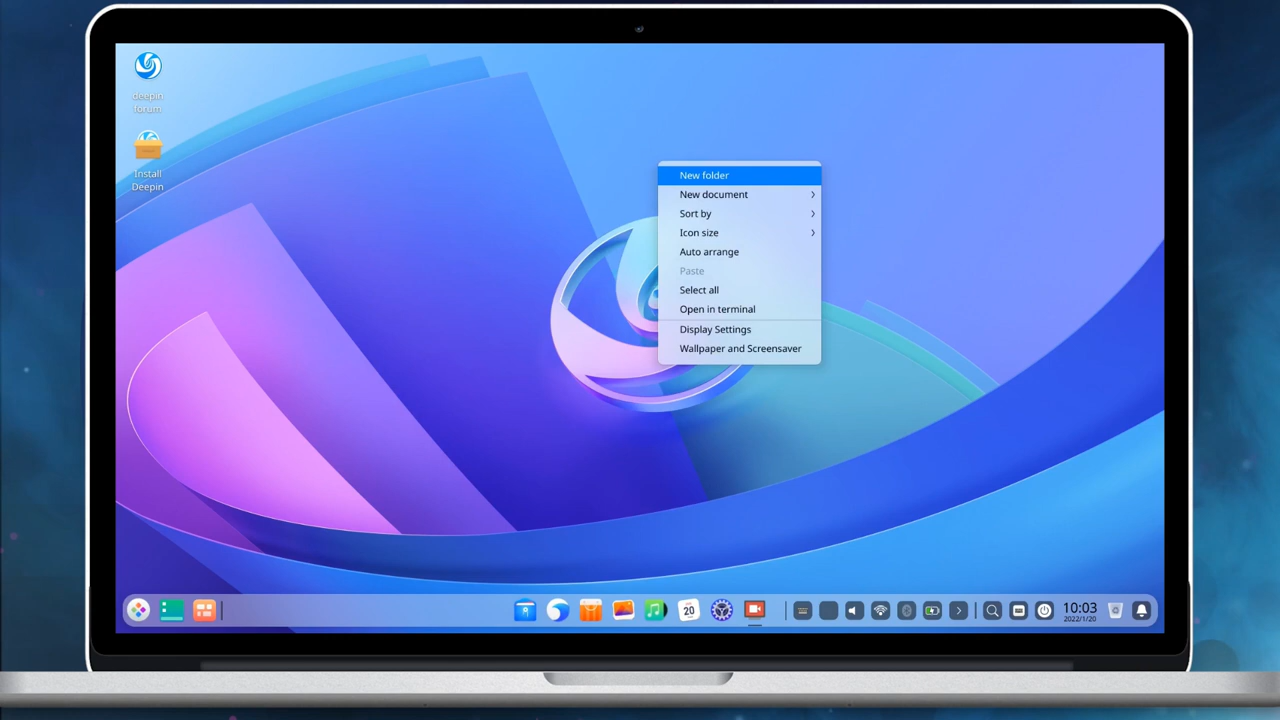 deepin
forum
Install
Deepin
New folder
New document
Sort by
Icon size
Auto arrange
Paste
Select all
Open in terminal
Display Settings
Wallpaper and Screensaver
20
10:03
2022/1/20